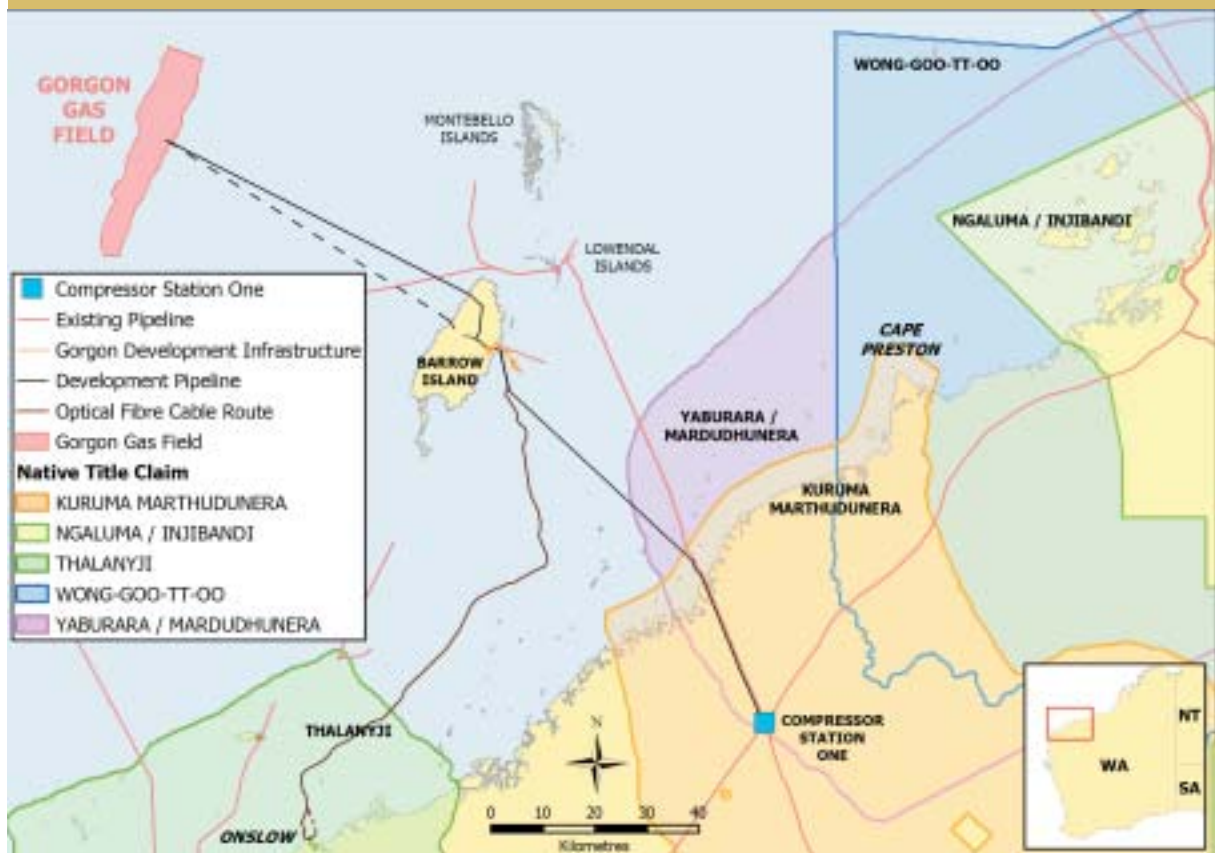 GORGON
GAS
FIELD
MONTEBELLO
ISLANDS
WONG-GOO-TT-OO
NGALUMA / INJIBANDI
LOWENDAL
ISLANDS
CAPE
PRESTON
BARROW
ISLAND
YABURARA /
MARDUDHUNERA
KURUMA
MARTHUDUNERA
Compressor Station One
Existing Pipeline
Gorgon Development Infrastructure
Development Pipeline
Optical Fibre Cable Route
Gorgon Gas Field
Native Title Claim
KURUMA MARTHUDUNERA
NGALUMA / INJIBANDI
THALANYJI
WONG-GOO-TT-OO
YABURARA / MARDUDHUNERA
THALANYJI
COMPRESSOR
STATION
ONE
ONSLOW
N
0 10 20 30 40
Kilometres
NT
WA
SA